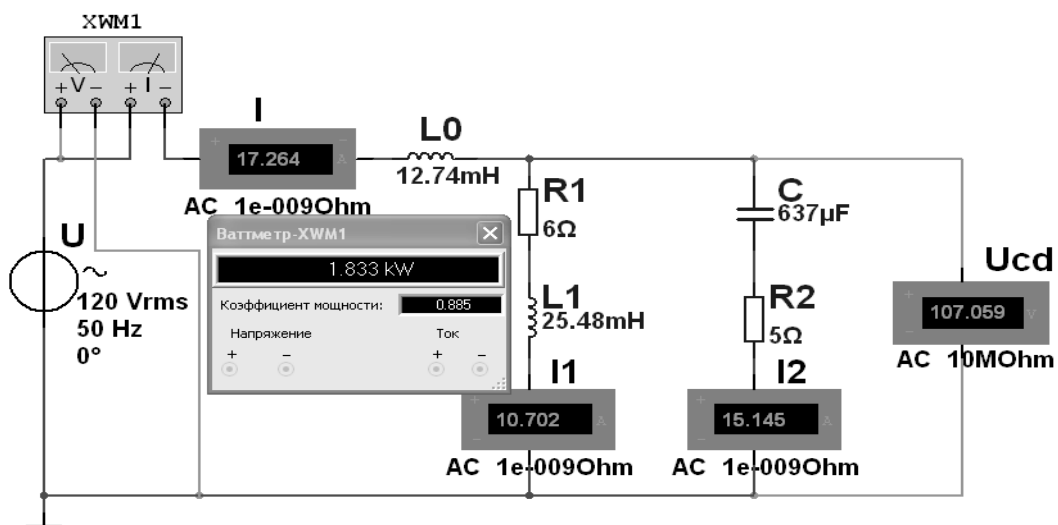 XWM1
+ V − + I −
I
17.264 A
AC 1e-009Ohm
L0
12.74mH
R1
6Ω
L1
25.48mH
C
637µF
R2
5Ω
Ucd
107.059 V
AC 10MOhm
U
120 Vrms
50 Hz
0°
Ваттметр-XWM1
1.833 kW
Коэффициент мощности: 0.885
Напряжение Ток
+ − + −
I1
10.702 A
AC 1e-009Ohm
I2
15.145 A
AC 1e-009Ohm